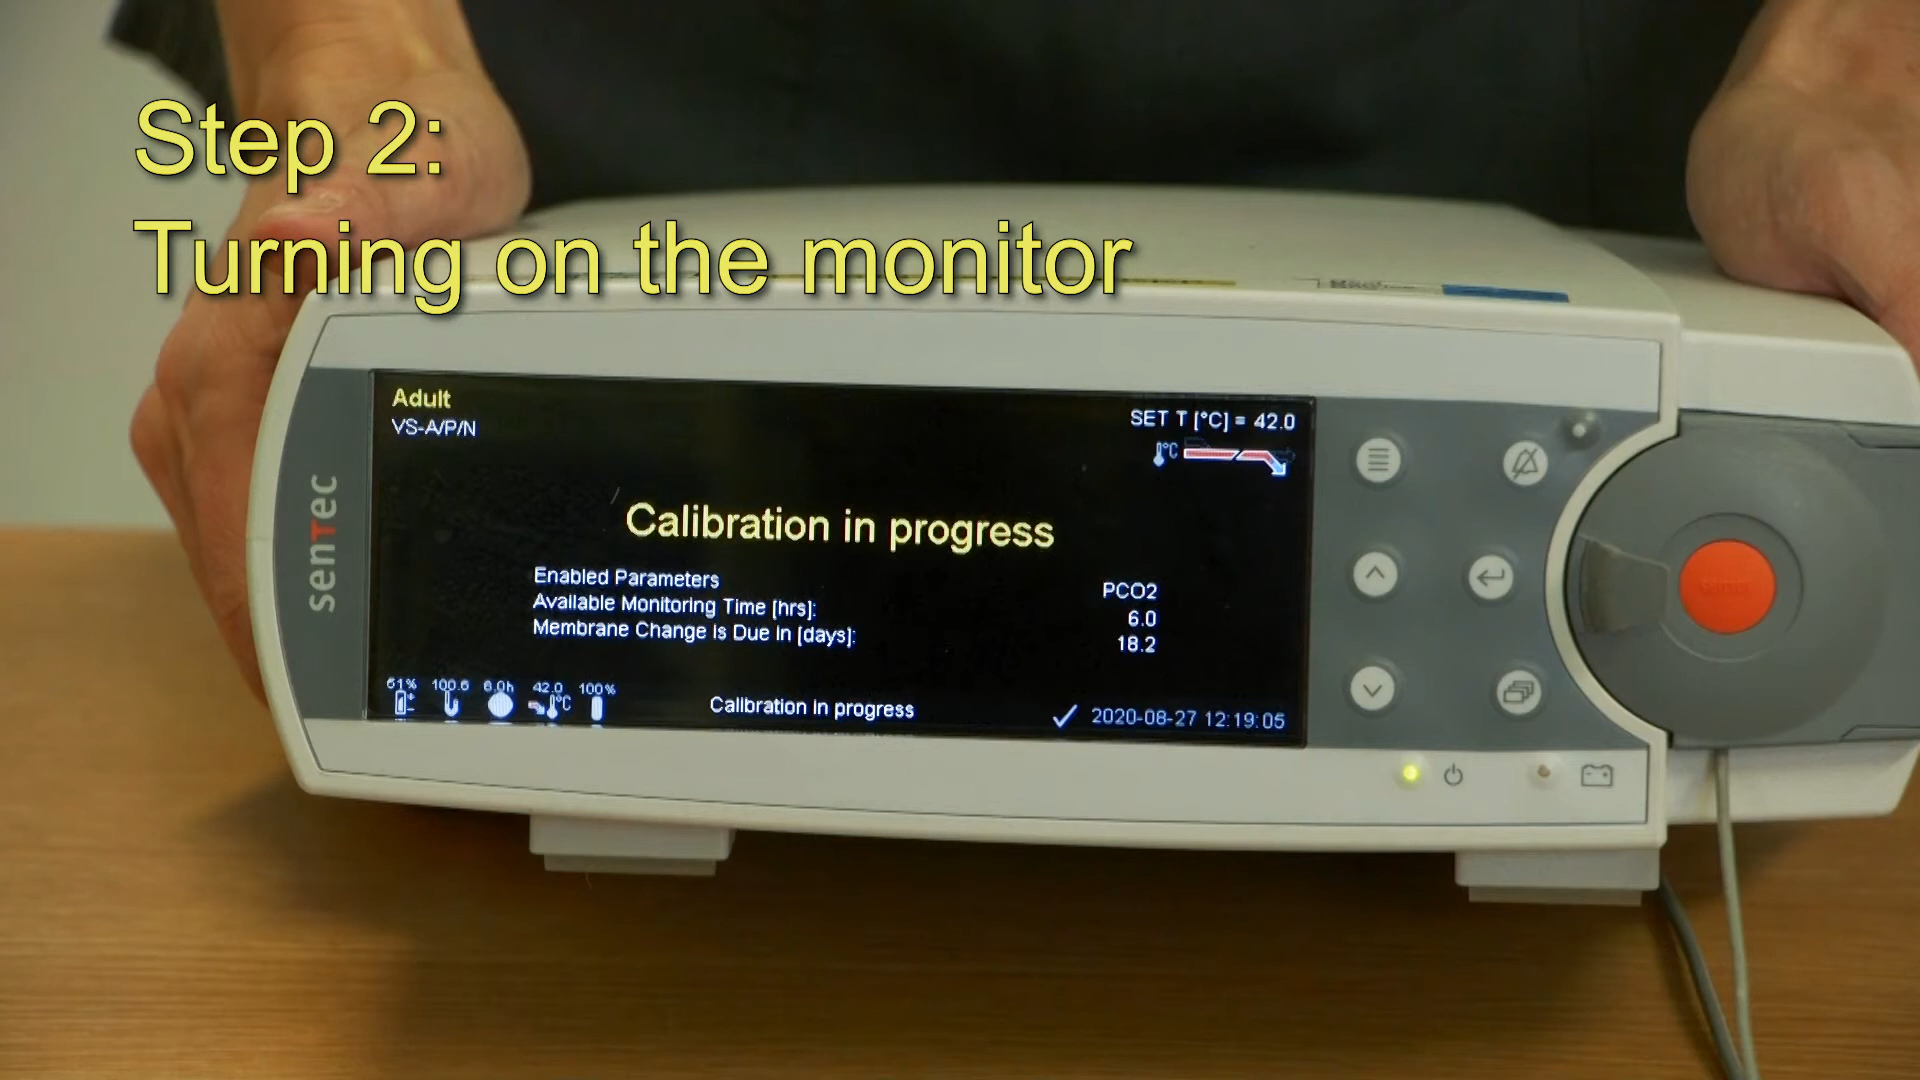 Step 2:
Turning on the monitor
Adult
VS-A/P/N
SET T [°C] = 42.0
°C
sentec
Calibration in progress
Enabled Parameters PCO2
Available Monitoring Time [hrs]: 6.0
Membrane Change Is Due In [days]: 18.2
61% 100.6 6.0h 42.0 100%
°C
Calibration in progress
2020-08-27 12:19:05